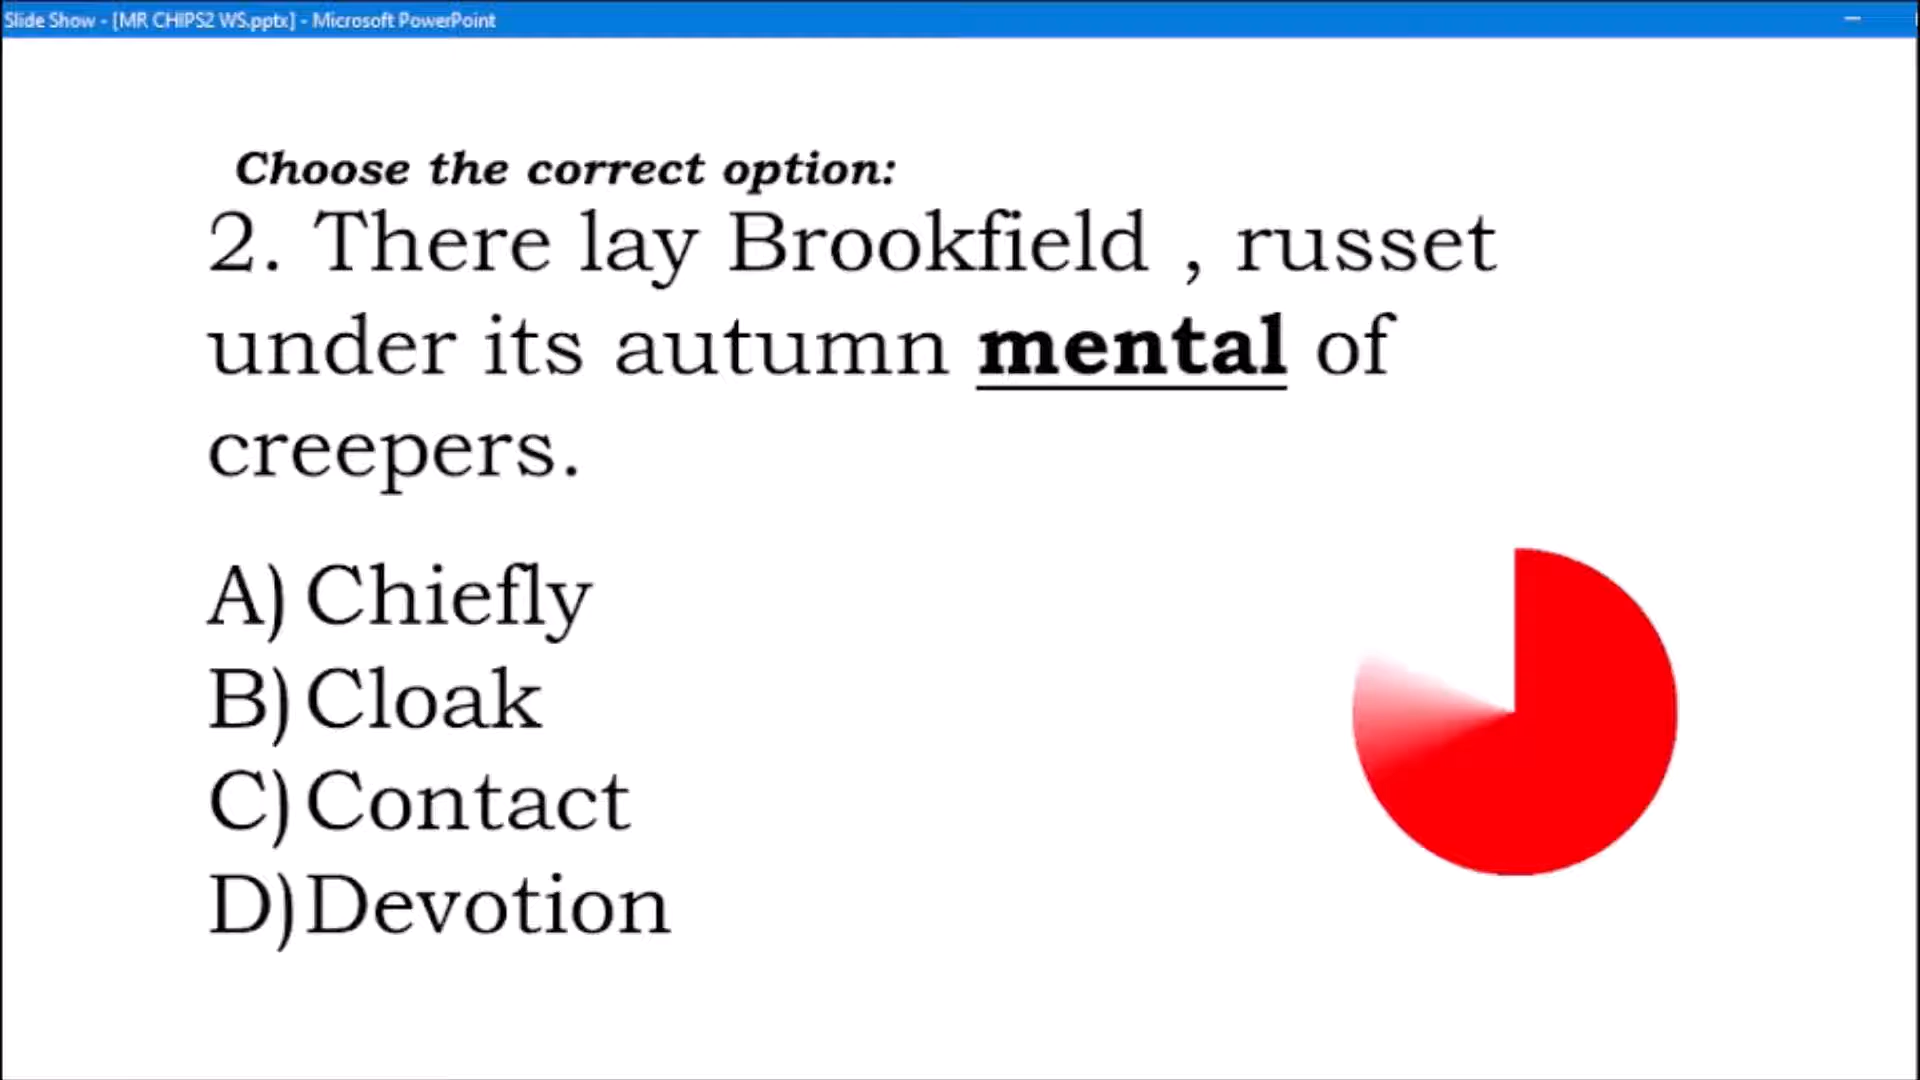 Slide Show - [MR CHIPS2 WS.pptx] - Microsoft PowerPoint
Choose the correct option:
2. There lay Brookfield , russet
under its autumn mental of
creepers.
A) Chiefly
B) Cloak
C) Contact
D) Devotion